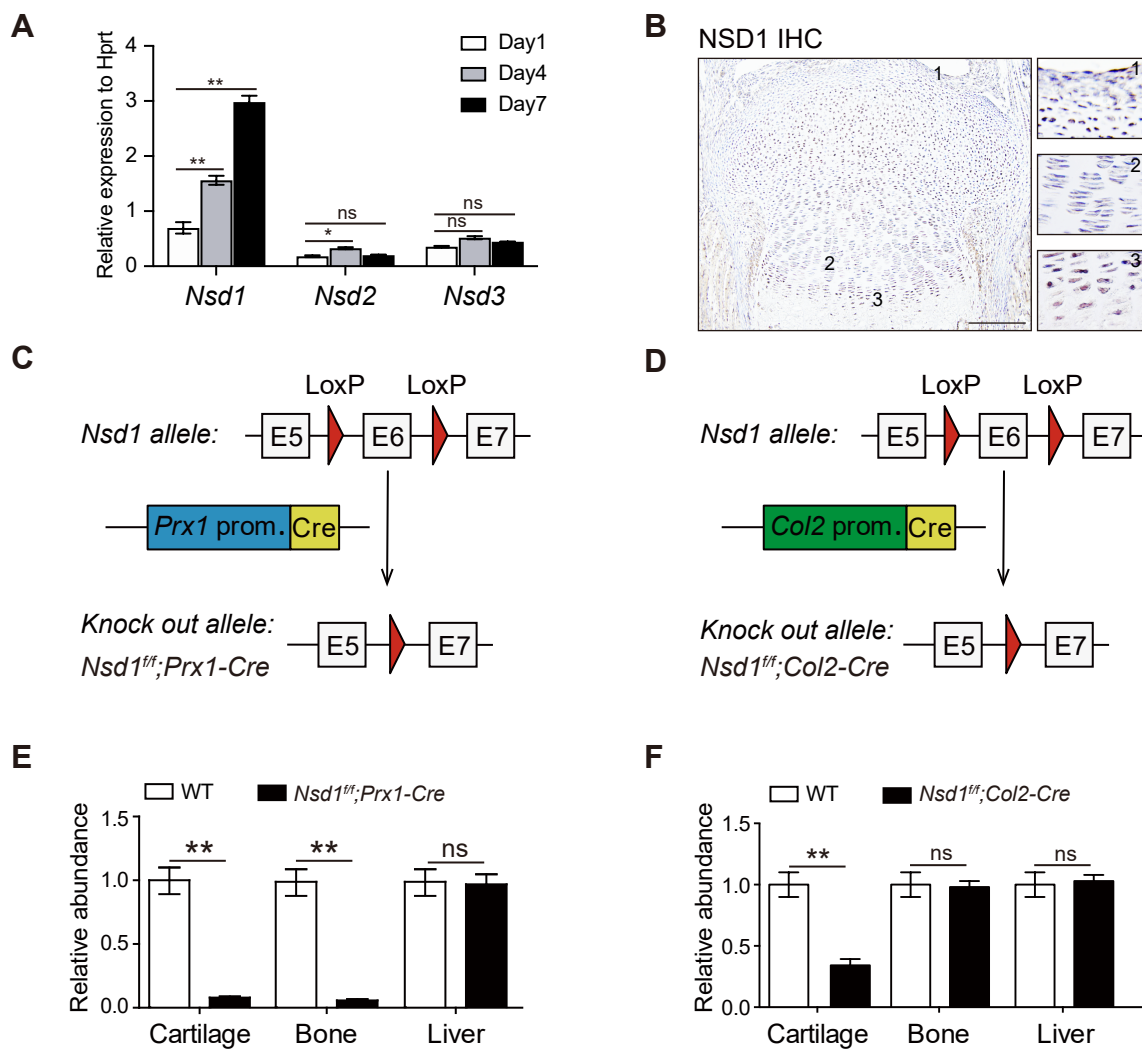 A
Relative expression to Hprt
4
3
2
1
0
Day1
Day4
Day7
**
**
ns
*
ns
ns
Nsd1 Nsd2 Nsd3
B
NSD1 IHC
1
2
3
1
2
3
C
LoxP LoxP
Nsd1 allele:
E5 E6 E7
Prx1 prom. Cre
Knock out allele:
Nsd1f/f;Prx1-Cre
E5 E7
D
LoxP LoxP
Nsd1 allele:
E5 E6 E7
Col2 prom. Cre
Knock out allele:
Nsd1f/f;Col2-Cre
E5 E7
E
WT Nsd1f/f;Prx1-Cre
Relative abundance
1.5
1.0
0.5
0.0
** ** ns
Cartilage Bone Liver
F
WT Nsd1f/f;Col2-Cre
Relative abundance
1.5
1.0
0.5
0.0
** ns ns
Cartilage Bone Liver